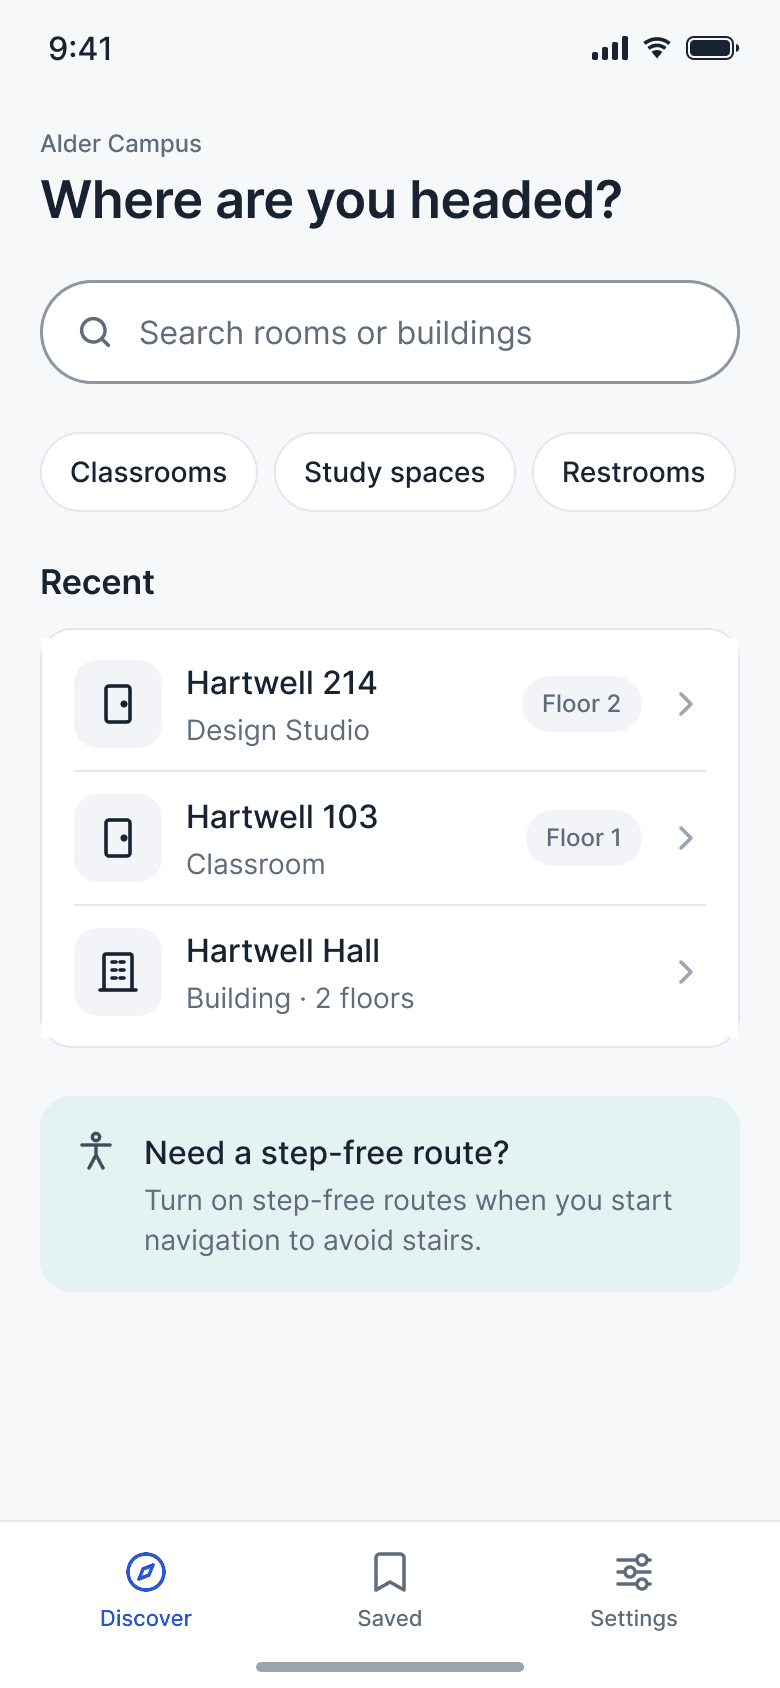 9:41
Alder Campus
Where are you headed?
Search rooms or buildings
Classrooms
Study spaces
Restrooms
Recent
Hartwell 214
Design Studio
Floor 2
Hartwell 103
Classroom
Floor 1
Hartwell Hall
Building · 2 floors
Need a step-free route?
Turn on step-free routes when you start
navigation to avoid stairs.
Discover
Saved
Settings